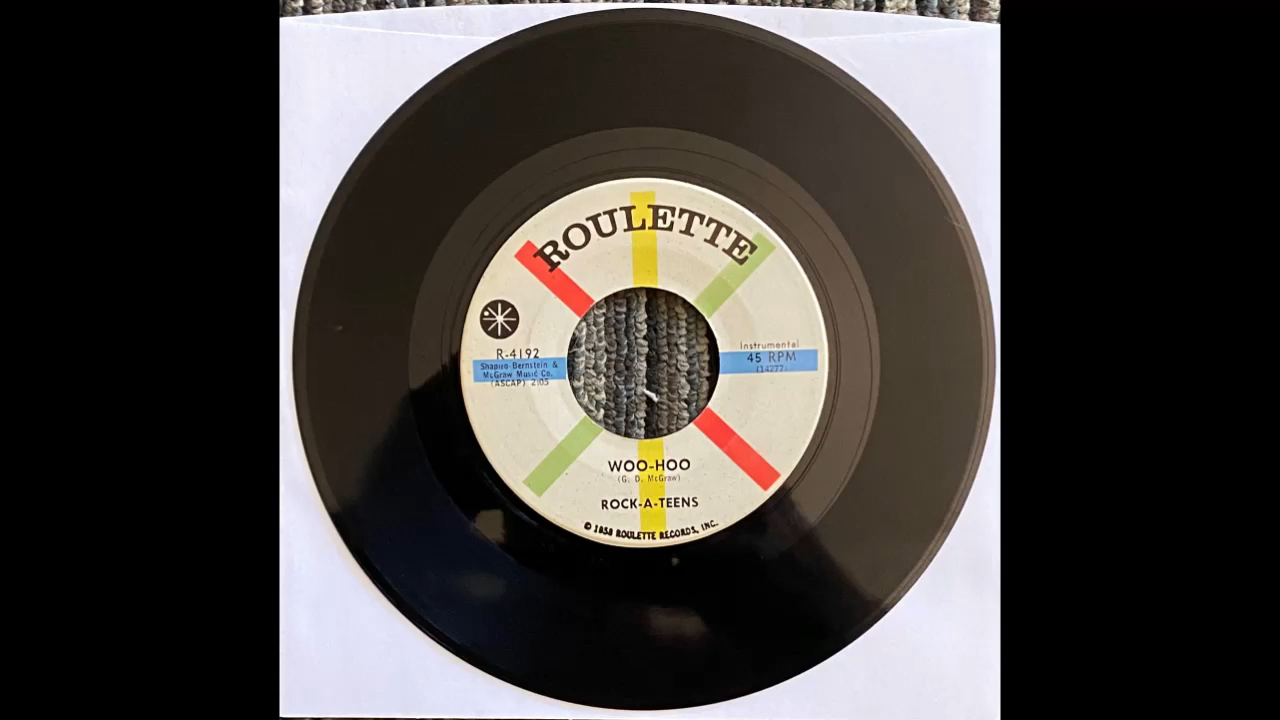 ROULETTE
R-4192
Shapiro-Bernstein &
McGraw Music Co.
(ASCAP) 2:05
Instrumental
45 RPM
(14277)
WOO-HOO
(G. D. McGraw)
ROCK-A-TEENS
© 1958 ROULETTE RECORDS, INC.